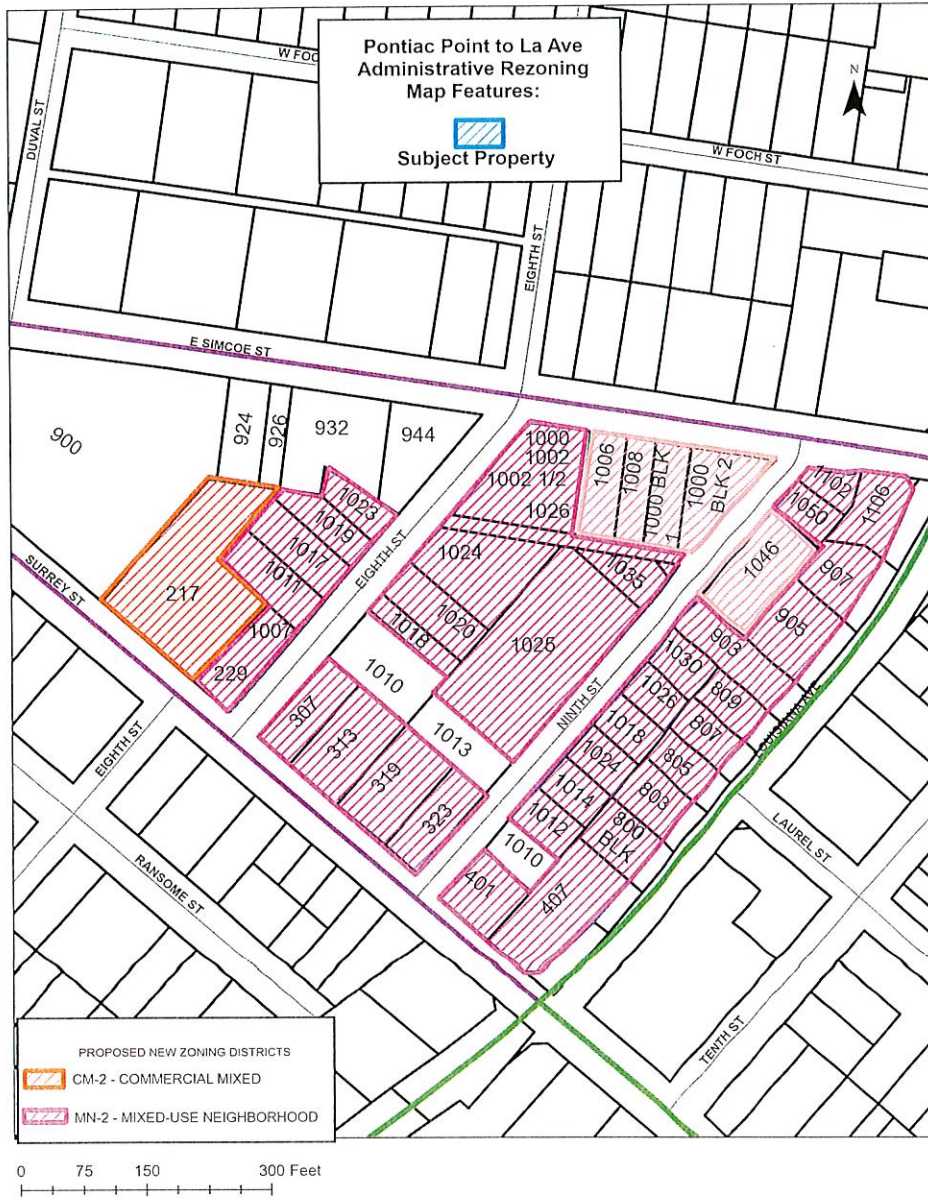 Pontiac Point to La Ave
Administrative Rezoning
Map Features:
Subject Property
N
W FOC
DUVAL ST
W FOCH ST
EIGHTH ST
E SIMCOE ST
900
924
926
932
944
1000
1002
1002 1/2
1026
1006
1008
1000 BLK
1
1000
BLK-2
1102
1050
1106
1023
1019
1017
1011
1007
229
217
SURREY ST
EIGHTH ST
1024
1020
1018
1035
1025
1046
907
905
903
1010
1013
307
313
319
323
NINTH ST
1030
1026
1018
1024
1014
1012
809
807
805
803
800
BLK
1010
401
407
LOUISIANA AVE
LAUREL ST
EIGHTH ST
RANSOME ST
TENTH ST
PROPOSED NEW ZONING DISTRICTS
CM-2 - COMMERCIAL MIXED
MN-2 - MIXED-USE NEIGHBORHOOD
0 75 150 300 Feet